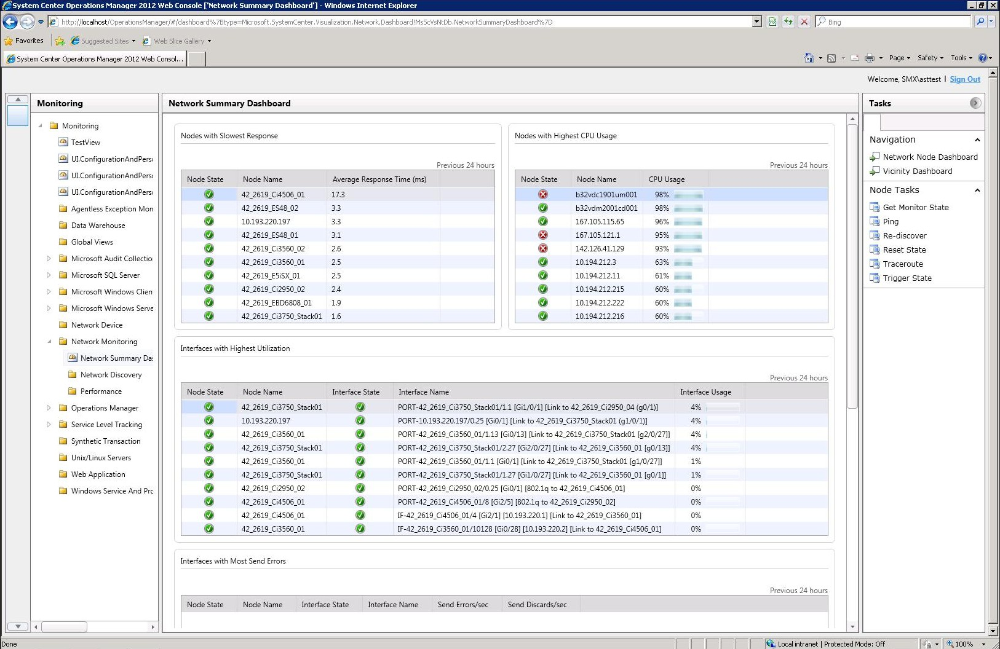 System Center Operations Manager 2012 Web Console ['Network Summary Dashboard'] - Windows Internet Explorer
http://localhost/OperationsManager/#/dashboard%7Btype=Microsoft.SystemCenter.Visualization.Network.Dashboard!MsScVsNtDb.NetworkSummaryDashboard%7D
Bing
Favorites
Suggested Sites
Web Slice Gallery
System Center Operations Manager 2012 Web Consol...
Page
Safety
Tools
Welcome, SMX\asttest | Sign Out
Monitoring
Monitoring
TestView
UI.ConfigurationAndPerso
UI.ConfigurationAndPerso
UI.ConfigurationAndPerso
Agentless Exception Mon
Data Warehouse
Global Views
Microsoft Audit Collection
Microsoft SQL Server
Microsoft Windows Client
Microsoft Windows Serve
Network Device
Network Monitoring
Network Summary Das
Network Discovery
Performance
Operations Manager
Service Level Tracking
Synthetic Transaction
Unix/Linux Servers
Web Application
Windows Service And Prc
Network Summary Dashboard
Nodes with Slowest Response
Previous 24 hours
Node State Node Name Average Response Time (ms)
42_2619_Ci4506_01 17.3
42_2619_ES48_02 3.3
10.193.220.197 3.3
42_2619_ES48_01 3.1
42_2619_Ci3560_02 2.6
42_2619_Ci3560_01 2.5
42_2619_E5iSX_01 2.5
42_2619_Ci2950_02 2.4
42_2619_EBD6808_01 1.9
42_2619_Ci3750_Stack01 1.6
Nodes with Highest CPU Usage
Previous 24 hours
Node State Node Name CPU Usage
b32vdc1901um001 98%
b32vdm2001cd001 98%
167.105.115.65 96%
167.105.121.1 95%
142.126.41.129 93%
10.194.212.3 63%
10.194.212.11 61%
10.194.212.215 60%
10.194.212.222 60%
10.194.212.216 60%
Interfaces with Highest Utilization
Previous 24 hours
Node State Node Name Interface State Interface Name Interface Usage
42_2619_Ci3750_Stack01 PORT-42_2619_Ci3750_Stack01/1.1 [Gi1/0/1] [Link to 42_2619_Ci2950_04 (g0/1)] 4%
10.193.220.197 PORT-10.193.220.197/0.25 [Gi0/1] [Link to 42_2619_Ci3750_Stack01 (g1/0/1)] 4%
42_2619_Ci3560_01 PORT-42_2619_Ci3560_01/1.13 [Gi0/13] [Link to 42_2619_Ci3750_Stack01 [g2/0/27]] 4%
42_2619_Ci3750_Stack01 PORT-42_2619_Ci3750_Stack01/2.27 [Gi2/0/27] [Link to 42_2619_Ci3560_01 [g0/13]] 4%
42_2619_Ci3560_01 PORT-42_2619_Ci3560_01/1.1 [Gi0/1] [Link to 42_2619_Ci3750_Stack01 [g1/0/27]] 1%
42_2619_Ci3750_Stack01 PORT-42_2619_Ci3750_Stack01/1.27 [Gi1/0/27] [Link to 42_2619_Ci3560_01 [g0/1]] 1%
42_2619_Ci2950_02 PORT-42_2619_Ci2950_02/0.25 [Gi0/1] [802.1q to 42_2619_Ci4506_01] 0%
42_2619_Ci4506_01 PORT-42_2619_Ci4506_01/8 [Gi2/5] [802.1q to 42_2619_Ci2950_02] 0%
42_2619_Ci4506_01 IF-42_2619_Ci4506_01/4 [Gi2/1] [10.193.220.1] [Link to 42_2619_Ci3560_01] 0%
42_2619_Ci3560_01 IF-42_2619_Ci3560_01/10128 [Gi0/28] [10.193.220.2] [Link to 42_2619_Ci4506_01] 0%
Interfaces with Most Send Errors
Previous 24 hours
Node State Node Name Interface State Interface Name Send Errors/sec Send Discards/sec
Tasks
Navigation
Network Node Dashboard
Vicinity Dashboard
Node Tasks
Get Monitor State
Ping
Re-discover
Reset State
Traceroute
Trigger State
Done
Local intranet | Protected Mode: Off
100%